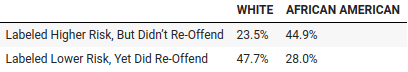 WHITE AFRICAN AMERICAN
Labeled Higher Risk, But Didn't Re-Offend 23.5% 44.9%
Labeled Lower Risk, Yet Did Re-Offend 47.7% 28.0%